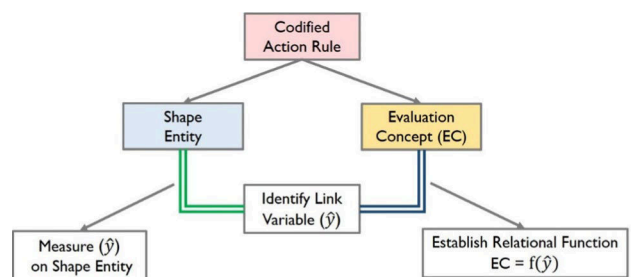 Codified
Action Rule
Shape
Entity
Evaluation
Concept (EC)
Identify Link
Variable (ŷ)
Measure (ŷ)
on Shape Entity
Establish Relational Function
EC = f(ŷ)